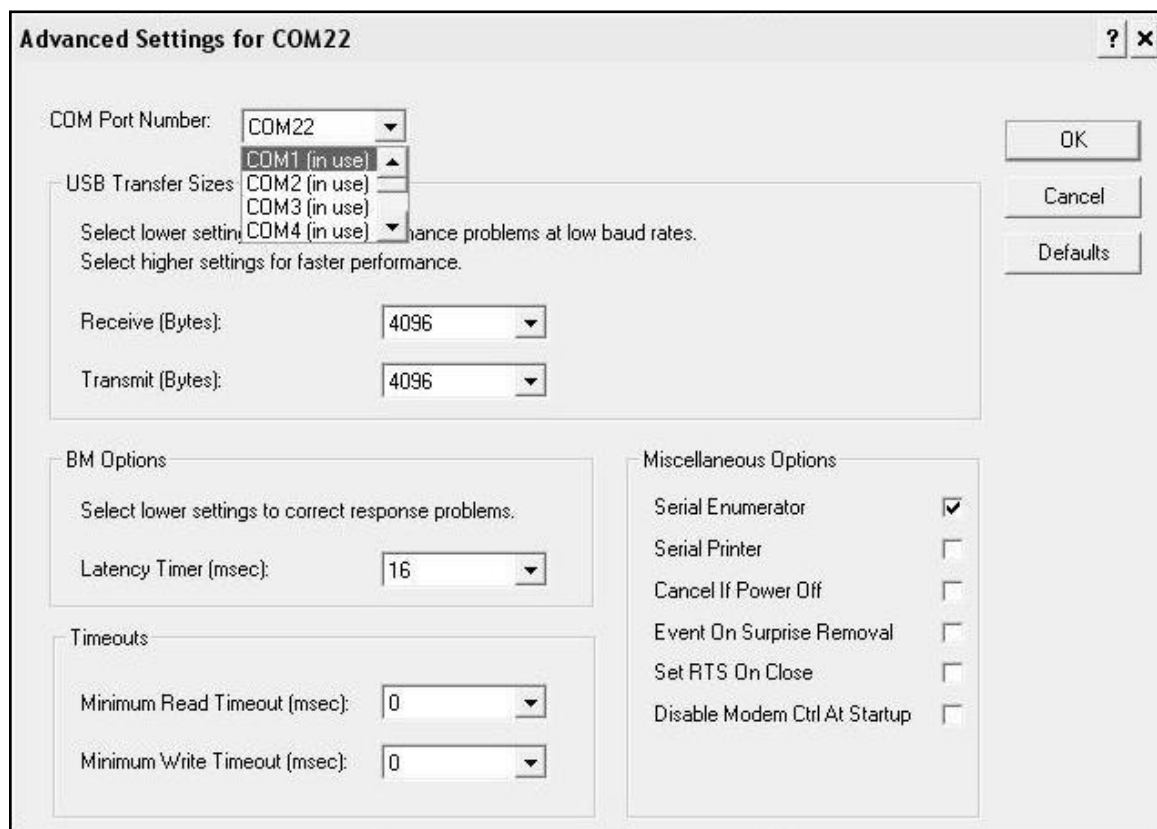 Advanced Settings for COM22
? ×
COM Port Number: COM22
OK
COM1 (in use)
USB Transfer Sizes COM2 (in use)
Cancel
COM3 (in use)
Select lower setting COM4 (in use) mance problems at low baud rates.
Select higher settings for faster performance.
Defaults
Receive (Bytes): 4096
Transmit (Bytes): 4096
BM Options
Select lower settings to correct response problems.
Latency Timer (msec): 16
Timeouts
Minimum Read Timeout (msec): 0
Minimum Write Timeout (msec): 0
Miscellaneous Options
Serial Enumerator
Serial Printer
Cancel If Power Off
Event On Surprise Removal
Set RTS On Close
Disable Modem Ctrl At Startup